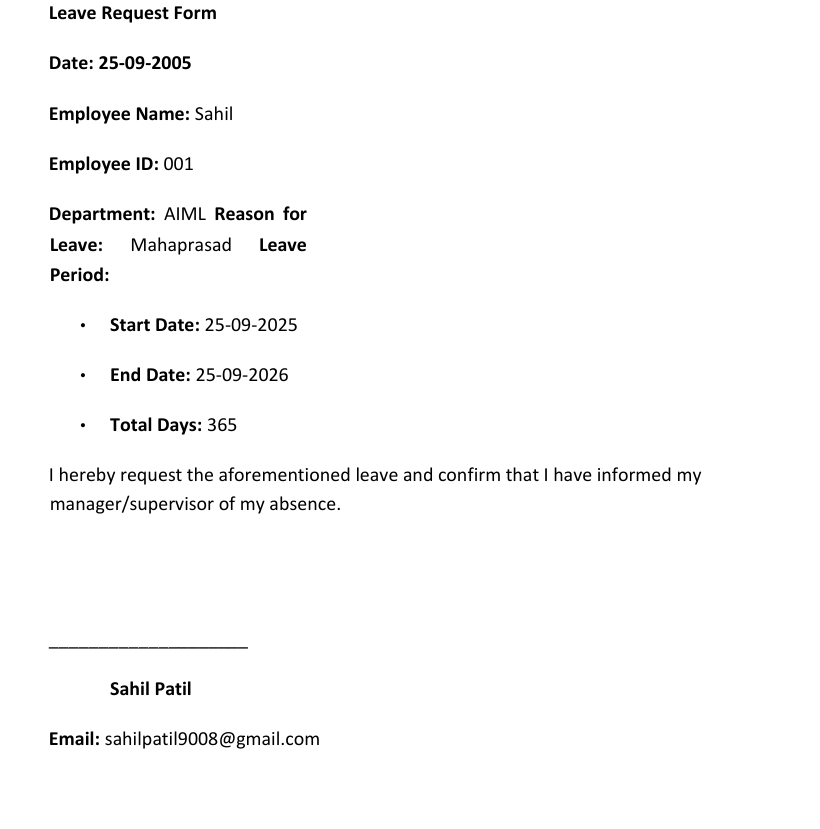 Leave Request Form
Date: 25-09-2005
Employee Name: Sahil
Employee ID: 001
Department: AIML Reason for
Leave: Mahaprasad Leave
Period:
• Start Date: 25-09-2025
• End Date: 25-09-2026
• Total Days: 365
I hereby request the aforementioned leave and confirm that I have informed my
manager/supervisor of my absence.
____________________
Sahil Patil
Email: sahilpatil9008@gmail.com